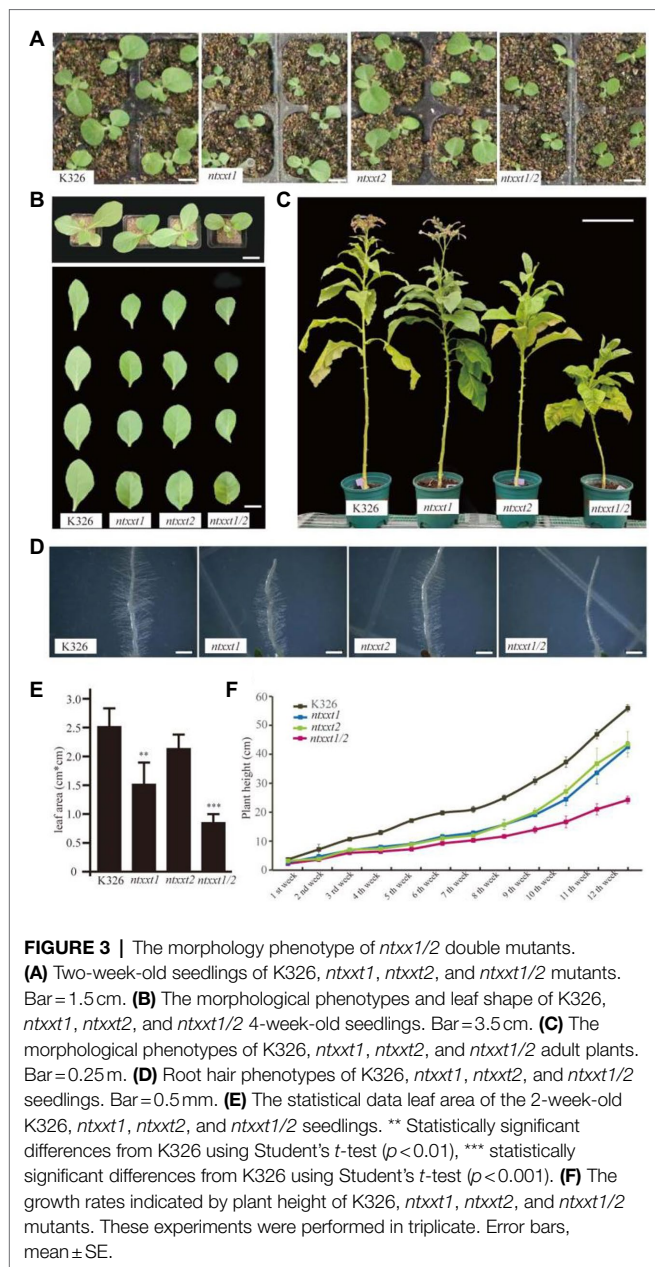 A
K326
ntxxt1
ntxxt2
ntxxt1/2
B
C
K326
ntxxt1
ntxxt2
ntxxt1/2
K326
ntxxt1
ntxxt2
ntxxt1/2
D
K326
ntxxt1
ntxxt2
ntxxt1/2
E
leaf area (cm*cm)
3.0
2.5
2.0
1.5
1.0
0.5
0
**
***
K326
ntxxt1
ntxxt2
ntxxt1/2
F
Plant height (cm)
60
50
40
30
20
10
0
K326
ntxxt1
ntxxt2
ntxxt1/2
1 st week
2 nd week
3 rd week
4 th week
5 th week
6 th week
7 th week
8 th week
9 th week
10 th week
11 th week
12 th week
FIGURE 3 | The morphology phenotype of ntxx1/2 double mutants.
(A) Two-week-old seedlings of K326, ntxxt1, ntxxt2, and ntxxt1/2 mutants.
Bar = 1.5 cm. (B) The morphological phenotypes and leaf shape of K326,
ntxxt1, ntxxt2, and ntxxt1/2 4-week-old seedlings. Bar = 3.5 cm. (C) The
morphological phenotypes of K326, ntxxt1, ntxxt2, and ntxxt1/2 adult plants.
Bar = 0.25 m. (D) Root hair phenotypes of K326, ntxxt1, ntxxt2, and ntxxt1/2
seedlings. Bar = 0.5 mm. (E) The statistical data leaf area of the 2-week-old
K326, ntxxt1, ntxxt2, and ntxxt1/2 seedlings. ** Statistically significant
differences from K326 using Student's t-test (p < 0.01), *** statistically
significant differences from K326 using Student's t-test (p < 0.001). (F) The
growth rates indicated by plant height of K326, ntxxt1, ntxxt2, and ntxxt1/2
mutants. These experiments were performed in triplicate. Error bars,
mean ± SE.